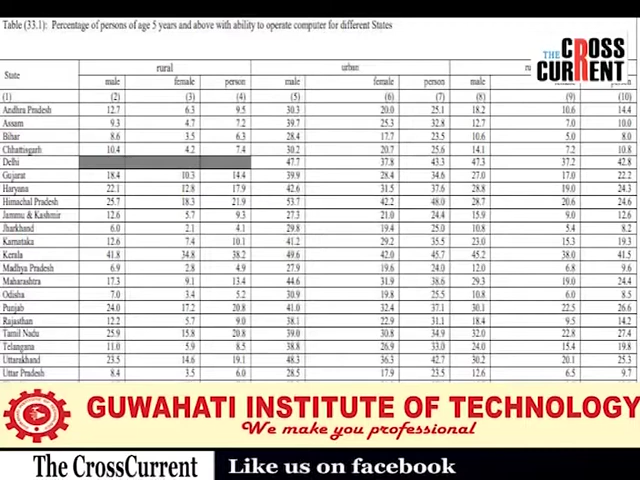 Table (33.1): Percentage of persons of age 5 years and above with ability to operate computer for different States
THE CROSS
CURRENT
State rural urban
male female person male female person male
(1) (2) (3) (4) (5) (6) (7) (8) (9) (10)
Andhra Pradesh 12.7 6.3 9.5 30.3 20.0 25.1 18.2 10.6 14.4
Assam 9.3 4.7 7.2 39.7 25.3 32.8 12.7 7.0 10.0
Bihar 8.6 3.5 6.3 28.4 17.7 23.5 10.6 5.0 8.0
Chhattisgarh 10.4 4.2 7.4 30.2 20.7 25.6 14.1 7.2 10.8
Delhi 47.7 37.8 43.2 47.3 37.2 42.8
Gujarat 18.4 10.3 14.4 39.9 28.4 34.6 27.0 17.0 22.2
Haryana 22.1 12.8 17.9 42.6 31.5 37.6 28.8 19.0 24.3
Himachal Pradesh 25.7 18.3 21.9 53.7 42.2 48.0 28.7 20.6 24.6
Jammu & Kashmir 12.6 5.7 9.3 27.3 21.0 24.4 15.9 9.0 12.6
Jharkhand 6.0 2.1 4.1 29.8 19.4 25.0 10.8 5.4 8.2
Karnataka 12.6 7.4 10.1 41.2 29.2 35.5 23.0 15.3 19.3
Kerala 41.8 34.8 38.2 49.6 42.0 45.7 45.2 38.0 41.5
Madhya Pradesh 6.9 2.8 4.9 27.9 19.6 24.0 12.0 6.8 9.6
Maharashtra 17.3 9.1 13.4 44.6 31.9 38.6 29.3 19.0 24.4
Odisha 7.0 3.4 5.2 30.9 19.8 25.5 10.8 6.0 8.5
Punjab 24.0 17.2 20.8 41.0 32.4 37.1 30.1 22.5 26.6
Rajasthan 12.2 5.7 9.0 38.1 22.9 31.1 18.4 9.5 14.2
Tamil Nadu 25.9 15.8 20.8 39.0 30.8 34.9 32.0 22.8 27.4
Telangana 11.0 5.9 8.5 38.8 26.9 33.0 24.0 15.4 19.8
Uttarakhand 23.5 14.6 19.1 48.3 36.3 42.7 30.2 20.1 25.3
Uttar Pradesh 8.4 3.5 6.0 28.5 17.9 23.5 12.6 6.5 9.7
GUWAHATI INSTITUTE OF TECHNOLOGY
We make you professional
The CrossCurrent Like us on facebook